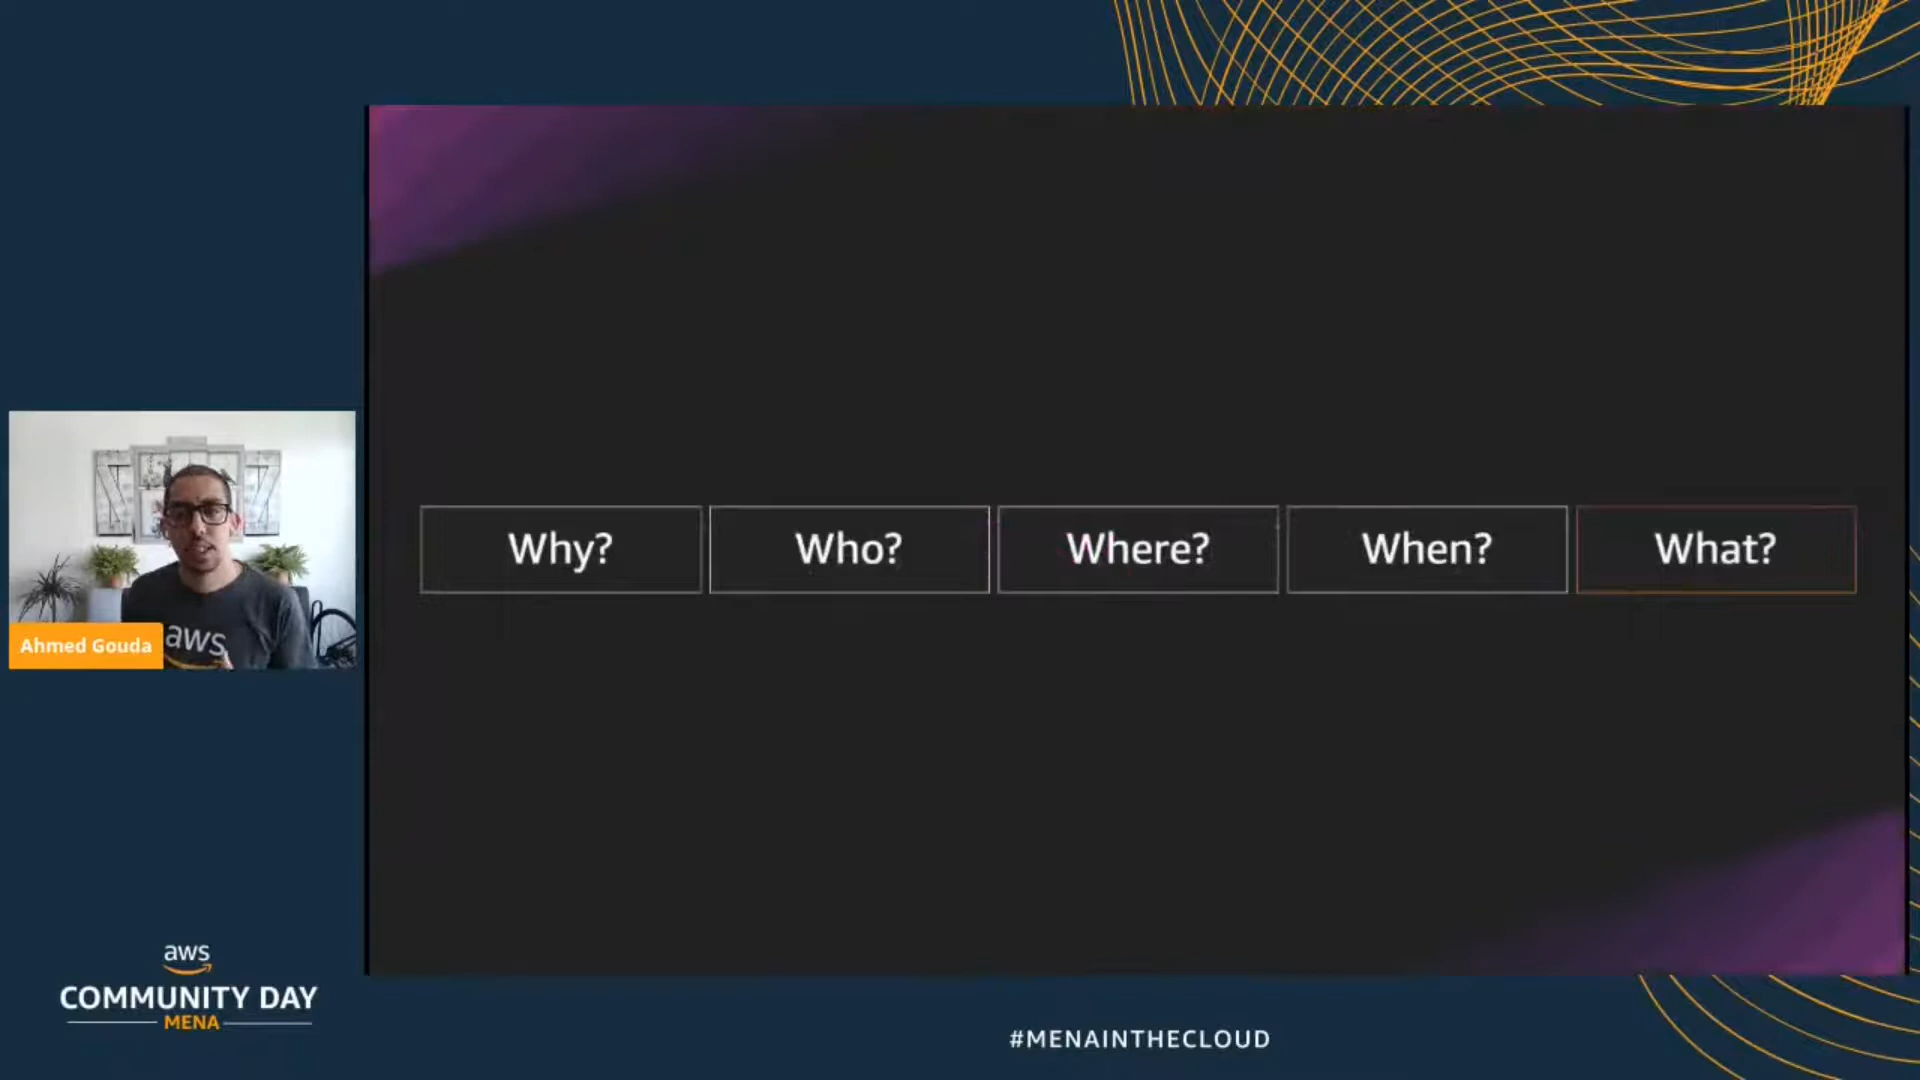 Why?
Who?
Where?
When?
What?
aws
Ahmed Gouda
aws
COMMUNITY DAY
MENA
#MENAINTHECLOUD